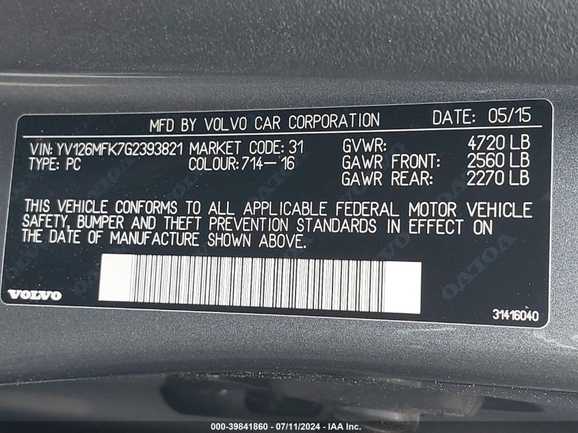 MFD BY VOLVO CAR CORPORATION DATE: 05/15
VIN: YV126MFK7G2393821 MARKET CODE: 31 GVWR: 4720 LB
TYPE: PC COLOUR: 714-16 GAWR FRONT: 2560 LB
GAWR REAR: 2270 LB
THIS VEHICLE CONFORMS TO ALL APPLICABLE FEDERAL MOTOR VEHICLE
SAFETY, BUMPER AND THEFT PREVENTION STANDARDS IN EFFECT ON
THE DATE OF MANUFACTURE SHOWN ABOVE.
VOLVO 31416040
000-39841860 07/11/2024 - IAA Inc.